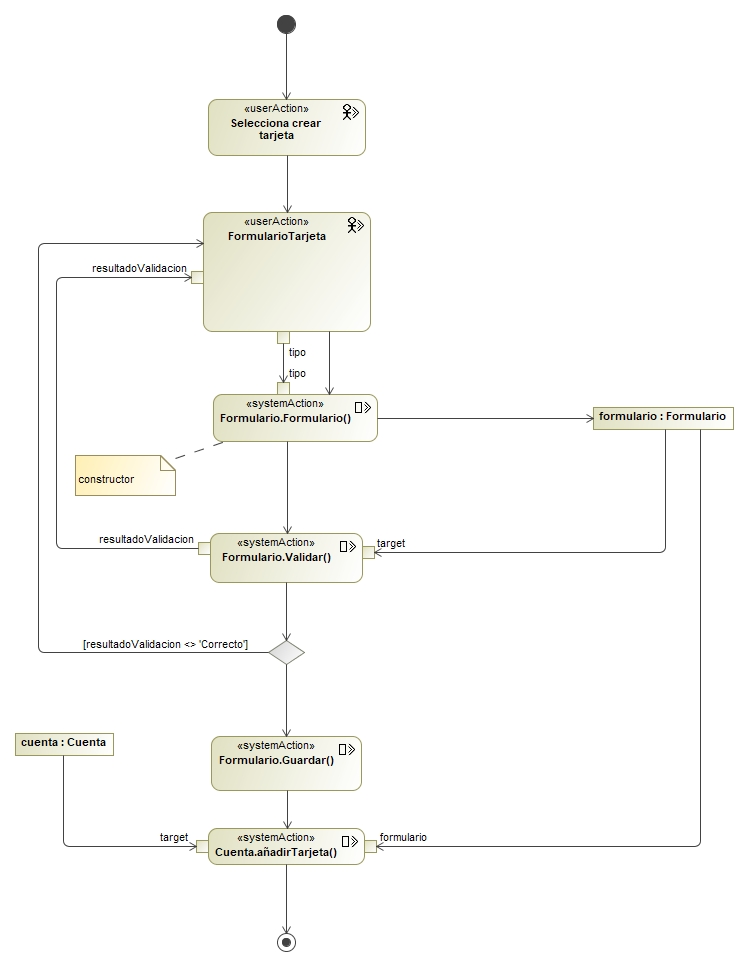 «userAction»
Selecciona crear
tarjeta
«userAction»
FormularioTarjeta
resultadoValidacion
tipo
tipo
«systemAction»
Formulario.Formulario()
formulario : Formulario
constructor
resultadoValidacion
«systemAction»
Formulario.Validar()
target
[resultadoValidacion <> 'Correcto']
cuenta : Cuenta
«systemAction»
Formulario.Guardar()
target
«systemAction»
Cuenta.añadirTarjeta()
formulario